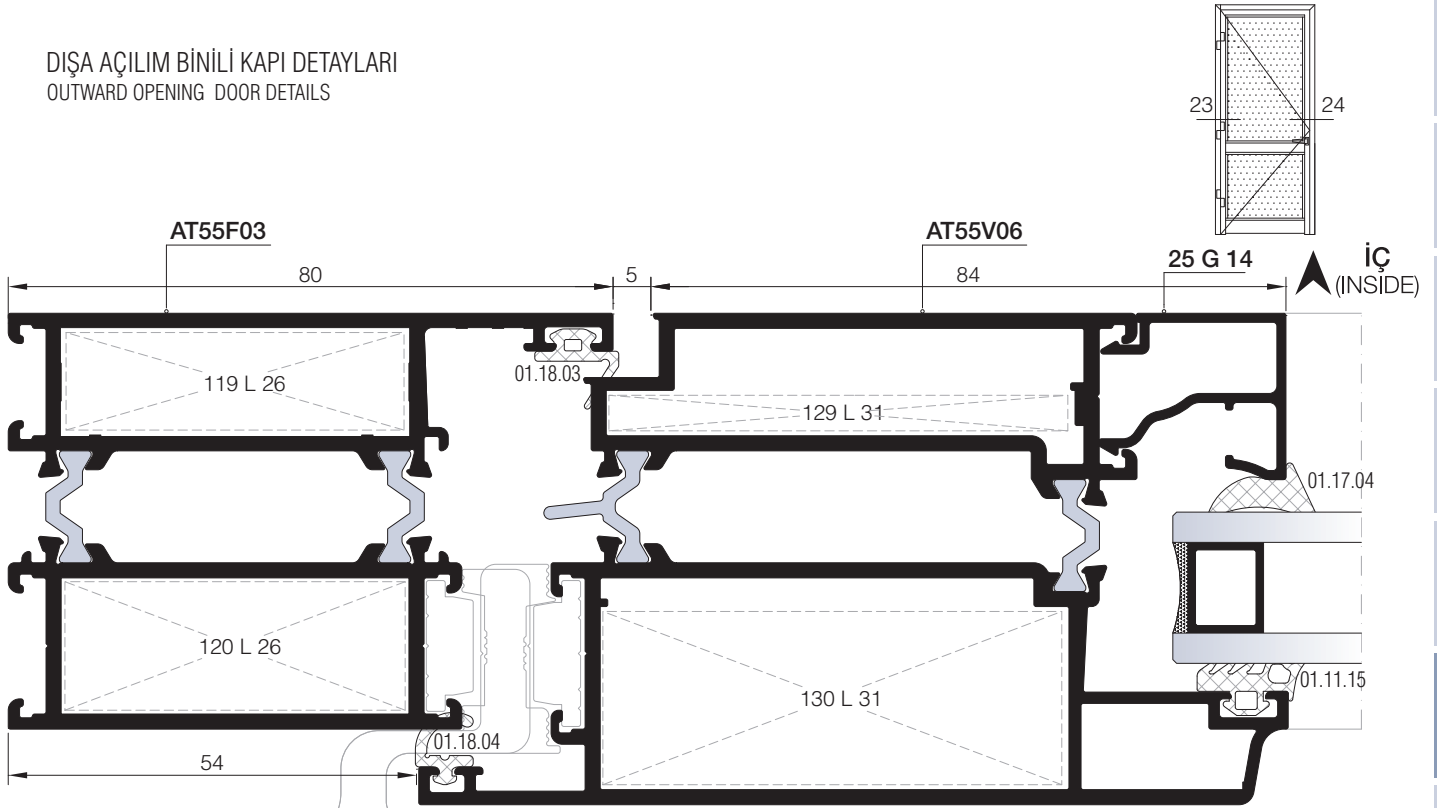 DIŞA AÇILIM BİNİLİ KAPI DETAYLARI
OUTWARD OPENING DOOR DETAILS
23
24
AT55F03
AT55V06
25 G 14
İÇ
(INSIDE)
80
5
84
01.18.03
119 L 26
129 L 31
01.17.04
120 L 26
130 L 31
01.11.15
01.18.04
54